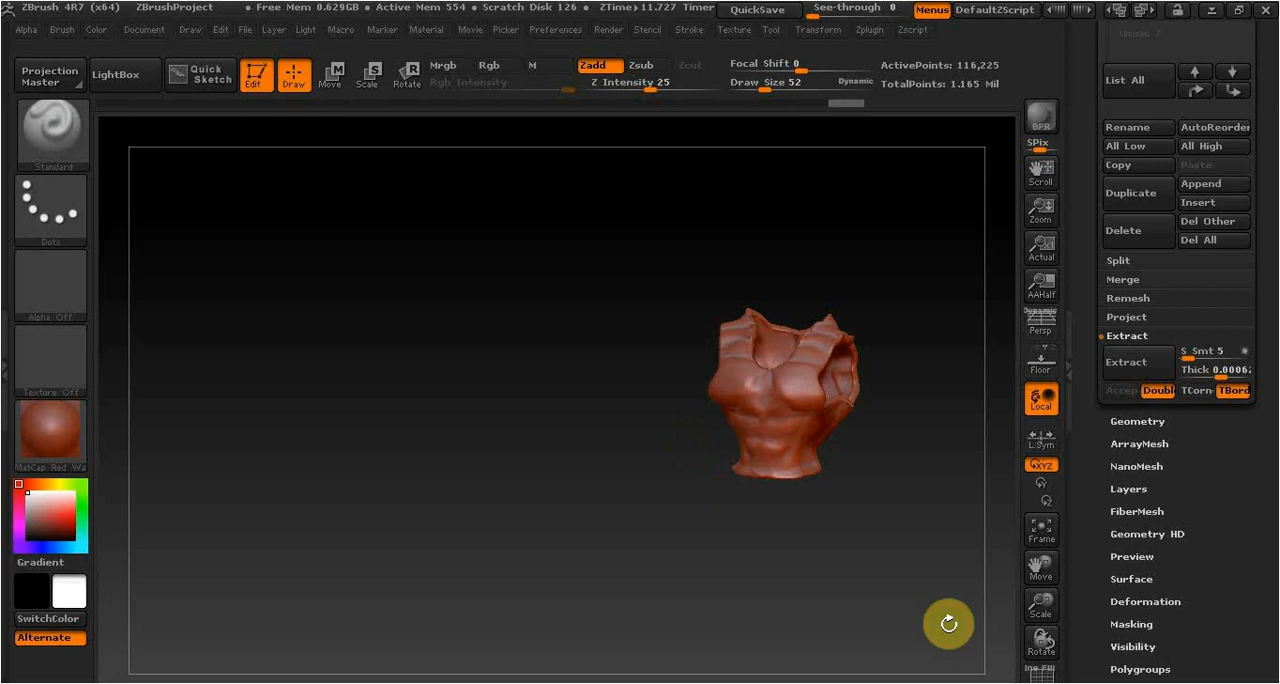 ZBrush 4R7 (x64) ZBrushProject • Free Mem 0.629GB • Active Mem 554 • Scratch Disk 126 • ZTime 11.727 Timer QuickSave See-through 0 Menus DefaultZScript
Alpha Brush Color Document Draw Edit File Layer Light Macro Marker Material Movie Picker Preferences Render Stencil Stroke Texture Tool Transform Zplugin Zscript
Projection Master
LightBox
Quick Sketch
Edit
Draw
Move
Scale
Rotate
Mrgb Rgb M
Rgb Intensity
Zadd Zsub Zcut
Z Intensity 25
Focal Shift 0
Draw Size 52 Dynamic
ActivePoints: 116,225
TotalPoints: 1.165 Mil
Standard
Dots
Alpha Off
Texture Off
MatCap Red Wa
Gradient
SwitchColor
Alternate
BPR
SPix
Scroll
Zoom
Actual
AAHalf
Dynamic
Persp
Floor
Local
L.Sym
XYZ
Y
Z
Frame
Move
Scale
Rotate
Ine Fill
List All
Rename AutoReorder
All Low All High
Copy Paste
Duplicate Append
Insert
Delete Del Other
Del All
Split
Merge
Remesh
Project
Extract
Extract S Smt 5
Thick 0.0006
Accep Doubl TCorn TBord
Geometry
ArrayMesh
NanoMesh
Layers
FiberMesh
Geometry HD
Preview
Surface
Deformation
Masking
Visibility
Polygroups